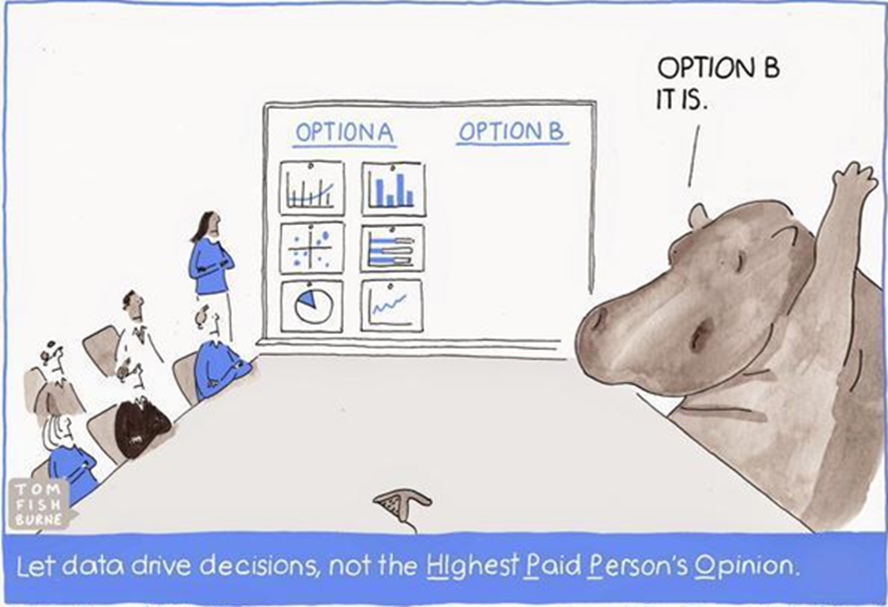 OPTION B
IT IS.
OPTION A
OPTION B
TOM
FISH
BURNE
Let data drive decisions, not the HIghest Paid Person's Opinion.